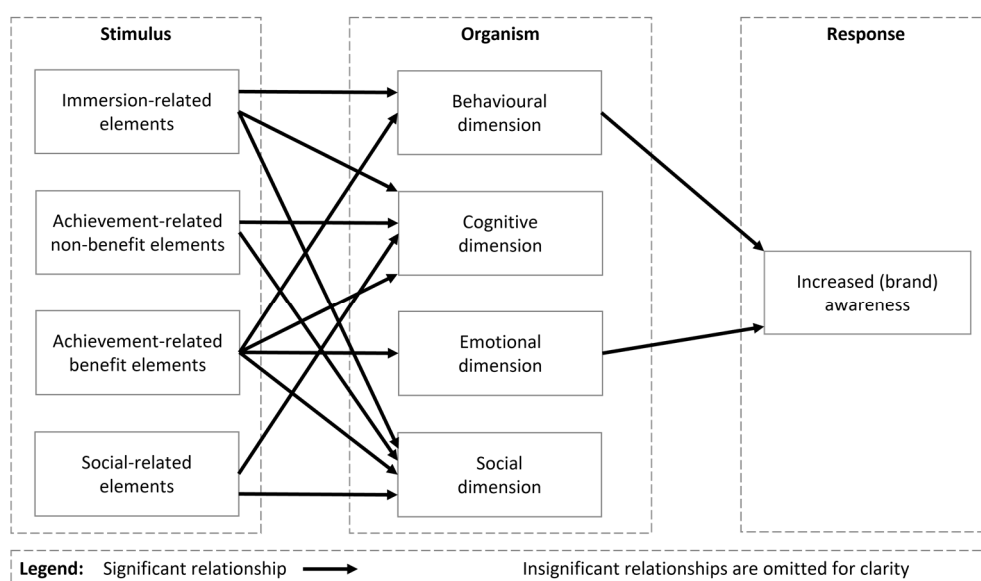 Stimulus
Organism
Response
Immersion-related
elements
Behavioural
dimension
Achievement-related
non-benefit elements
Cognitive
dimension
Increased (brand)
awareness
Achievement-related
benefit elements
Emotional
dimension
Social-related
elements
Social
dimension
Legend: Significant relationship
Insignificant relationships are omitted for clarity